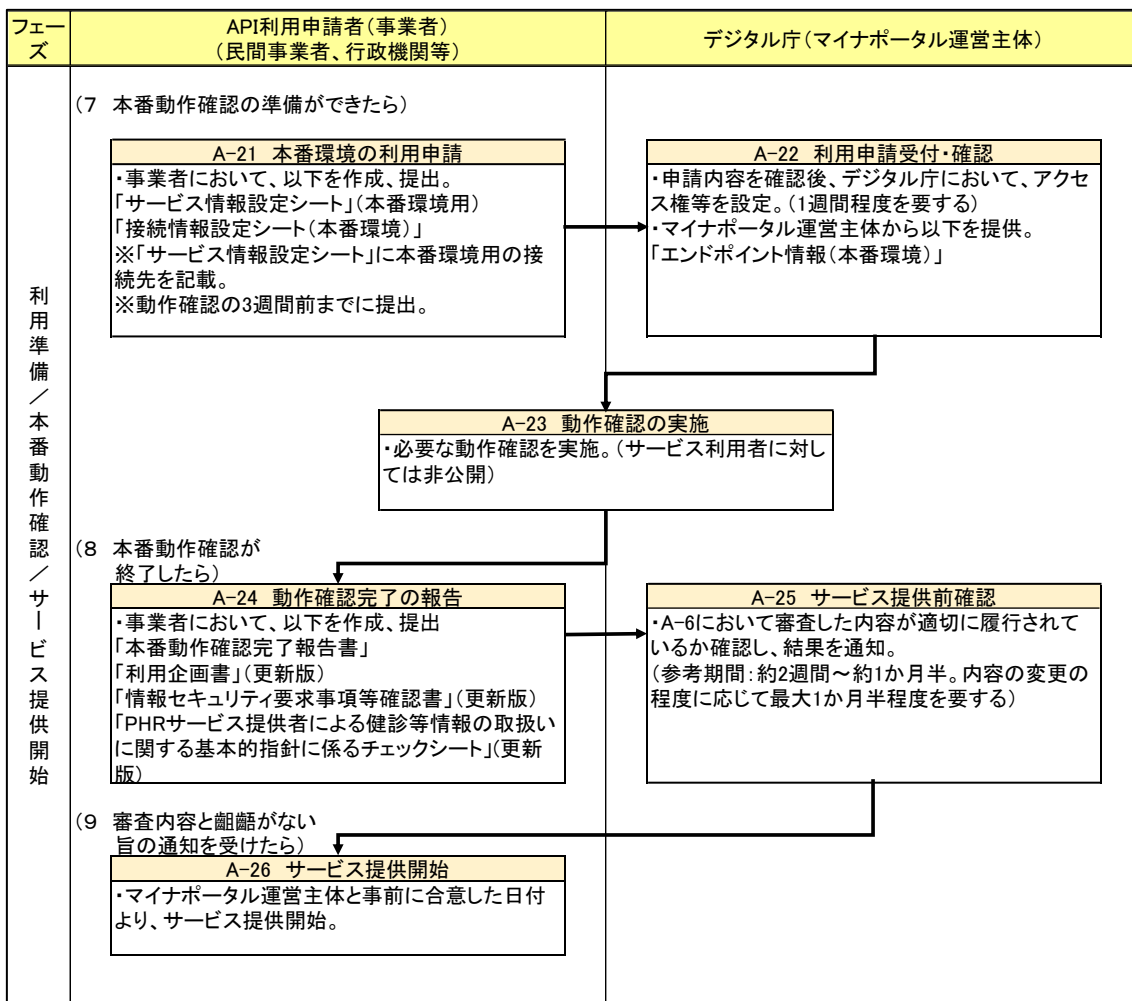 フェーズ
API利用申請者(事業者)
(民間事業者、行政機関等)
デジタル庁(マイナポータル運営主体)
利用準備/本番動作確認/サービス提供開始
(7 本番動作確認の準備ができたら)
A-21 本番環境の利用申請
・事業者において、以下を作成、提出。
「サービス情報設定シート」(本番環境用)
「接続情報設定シート(本番環境)」
※「サービス情報設定シート」に本番環境用の接
続先を記載。
※動作確認の3週間前までに提出。
A-22 利用申請受付・確認
・申請内容を確認後、デジタル庁において、アクセ
ス権等を設定。(1週間程度を要する)
・マイナポータル運営主体から以下を提供。
「エンドポイント情報(本番環境)」
A-23 動作確認の実施
・必要な動作確認を実施。(サービス利用者に対し
ては非公開)
(8 本番動作確認が
終了したら)
A-24 動作確認完了の報告
・事業者において、以下を作成、提出
「本番動作確認完了報告書」
「利用企画書」(更新版)
「情報セキュリティ要求事項等確認書」(更新版)
「PHRサービス提供者による健診等情報の取扱い
に関する基本的指針に係るチェックシート」(更新
版)
A-25 サービス提供前確認
・A-6において審査した内容が適切に履行されて
いるか確認し、結果を通知。
(参考期間:約2週間~約1か月半。内容の変更の
程度に応じて最大1か月半程度を要する)
(9 審査内容と齟齬がない
旨の通知を受けたら)
A-26 サービス提供開始
・マイナポータル運営主体と事前に合意した日付
より、サービス提供開始。